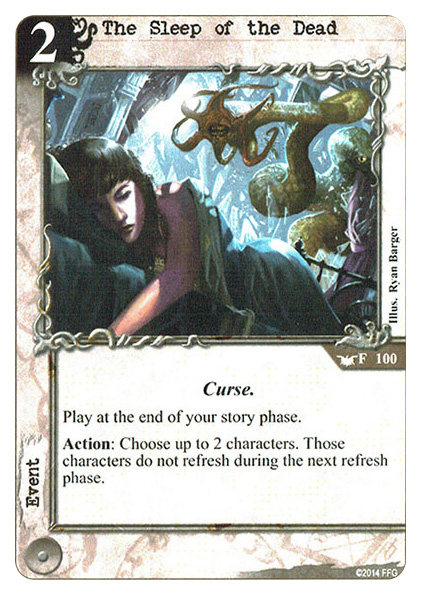 2
The Sleep of the Dead
Illus. Ryan Barger
F 100
Curse.
Play at the end of your story phase.
Action: Choose up to 2 characters. Those
characters do not refresh during the next refresh
phase.
Event
©2014 FFG